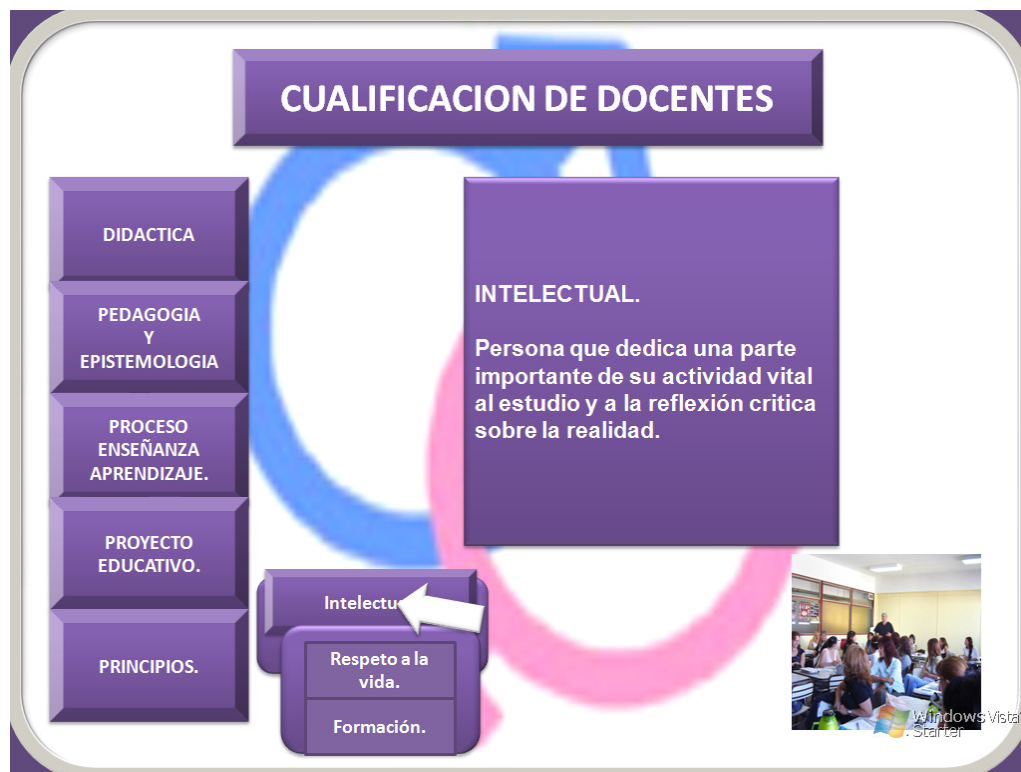 CUALIFICACION DE DOCENTES
DIDACTICA
PEDAGOGIA
Y
EPISTEMOLOGIA
PROCESO
ENSEÑANZA
APRENDIZAJE.
PROYECTO
EDUCATIVO.
PRINCIPIOS.
INTELECTUAL.
Persona que dedica una parte
importante de su actividad vital
al estudio y a la reflexión critica
sobre la realidad.
Respeto a la
vida.
Formación.
Windows Vista
Starter